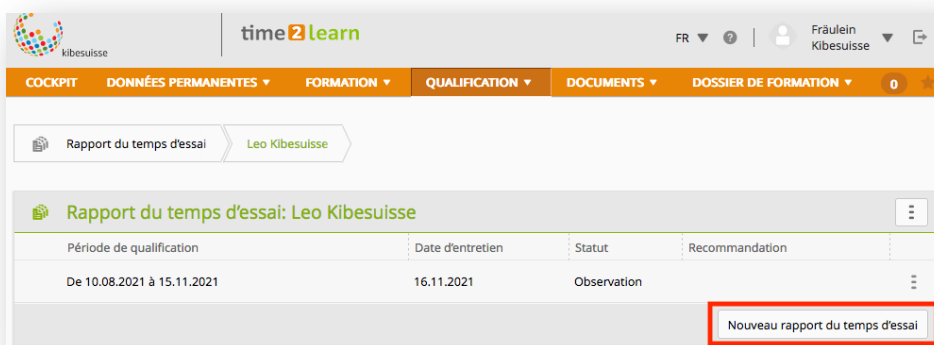 kibesuisse
time2learn
FR ▼ ? Fräulein Kibesuisse ▼
COCKPIT DONNÉES PERMANENTES ▼ FORMATION ▼ QUALIFICATION ▼ DOCUMENTS ▼ DOSSIER DE FORMATION ▼ 0
Rapport du temps d'essai Leo Kibesuisse
Rapport du temps d'essai: Leo Kibesuisse
Période de qualification Date d'entretien Statut Recommandation
De 10.08.2021 à 15.11.2021 16.11.2021 Observation
Nouveau rapport du temps d'essai